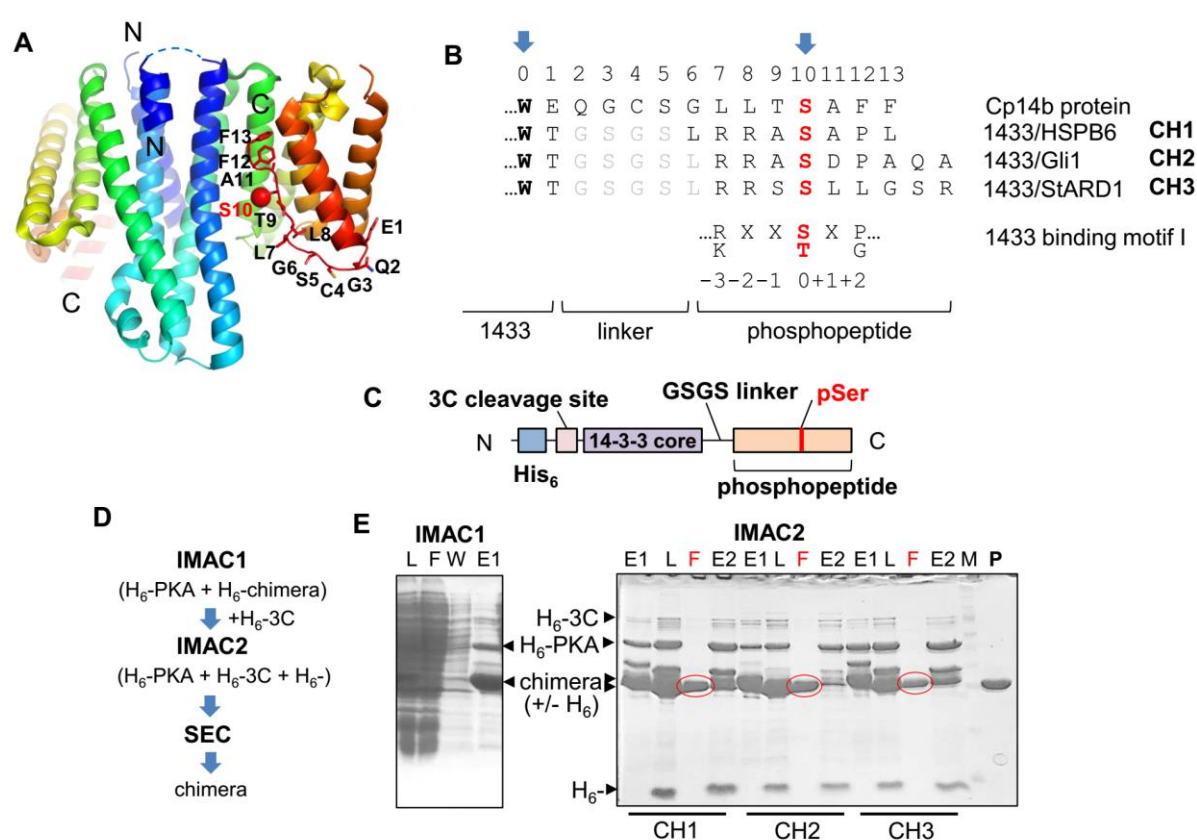 A
N
N
C
C
F13
F12
A11
S10
T9
L8
L7
G6
S5
C4
G3
Q2
E1
B
0 1 2 3 4 5 6 7 8 9 10 11 12 13
...W E Q G C S G L L T S A F F Cp14b protein
...W T G S G S L R R A S A P L 1433/HSPB6 CH1
...W T G S G S L R R A S D P A Q A 1433/Gli1 CH2
...W T G S G S L R R S S L L G S R 1433/StARD1 CH3
...R X X S X P... 1433 binding motif I
K T G
-3-2-1 0+1+2
1433 linker phosphopeptide
C
3C cleavage site GSGS linker pSer
N 14-3-3 core C
His6
phosphopeptide
D
IMAC1
(H6-PKA + H6-chimera)
+H6-3C
IMAC2
(H6-PKA + H6-3C + H6-)
SEC
chimera
E
IMAC1
L F W E1
IMAC2
E1 L F E2 E1 L F E2 E1 L F E2 M P
H6-3C
H6-PKA
chimera
(+/- H6)
H6-
CH1 CH2 CH3